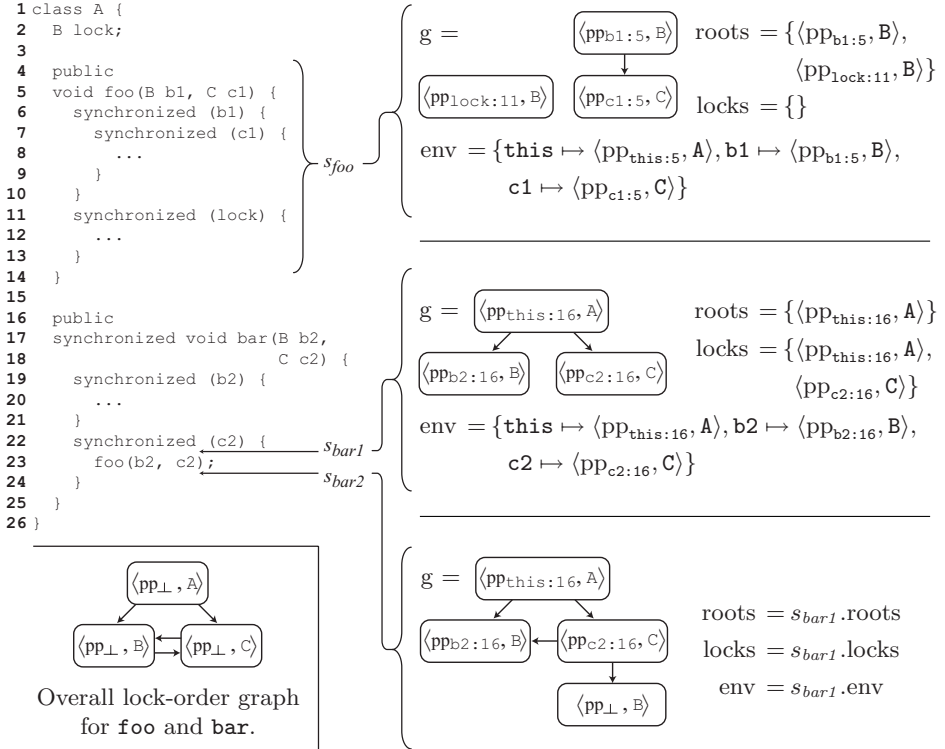 1 class A {
2   B lock;
3
4   public
5   void foo(B b1, C c1) {
6     synchronized (b1) {
7       synchronized (c1) {
8         ...
9       }
10     }
11     synchronized (lock) {
12       ...
13     }
14   }
15
16   public
17   synchronized void bar(B b2,
18                         C c2) {
19     synchronized (b2) {
20       ...
21     }
22     synchronized (c2) {
23       foo(b2, c2);
24     }
25   }
26 }
s_foo
s_bar1
s_bar2
g =
⟨pp_b1:5, B⟩
⟨pp_lock:11, B⟩
⟨pp_c1:5, C⟩
roots = {⟨pp_b1:5, B⟩,
⟨pp_lock:11, B⟩}
locks = {}
env = {this ↦ ⟨pp_this:5, A⟩, b1 ↦ ⟨pp_b1:5, B⟩,
c1 ↦ ⟨pp_c1:5, C⟩}
g =
⟨pp_this:16, A⟩
⟨pp_b2:16, B⟩
⟨pp_c2:16, C⟩
roots = {⟨pp_this:16, A⟩}
locks = {⟨pp_this:16, A⟩,
⟨pp_c2:16, C⟩}
env = {this ↦ ⟨pp_this:16, A⟩, b2 ↦ ⟨pp_b2:16, B⟩,
c2 ↦ ⟨pp_c2:16, C⟩}
g =
⟨pp_this:16, A⟩
⟨pp_b2:16, B⟩
⟨pp_c2:16, C⟩
⟨pp_⊥, B⟩
roots = s_bar1.roots
locks = s_bar1.locks
env = s_bar1.env
⟨pp_⊥, A⟩
⟨pp_⊥, B⟩
⟨pp_⊥, C⟩
Overall lock-order graph
for foo and bar.